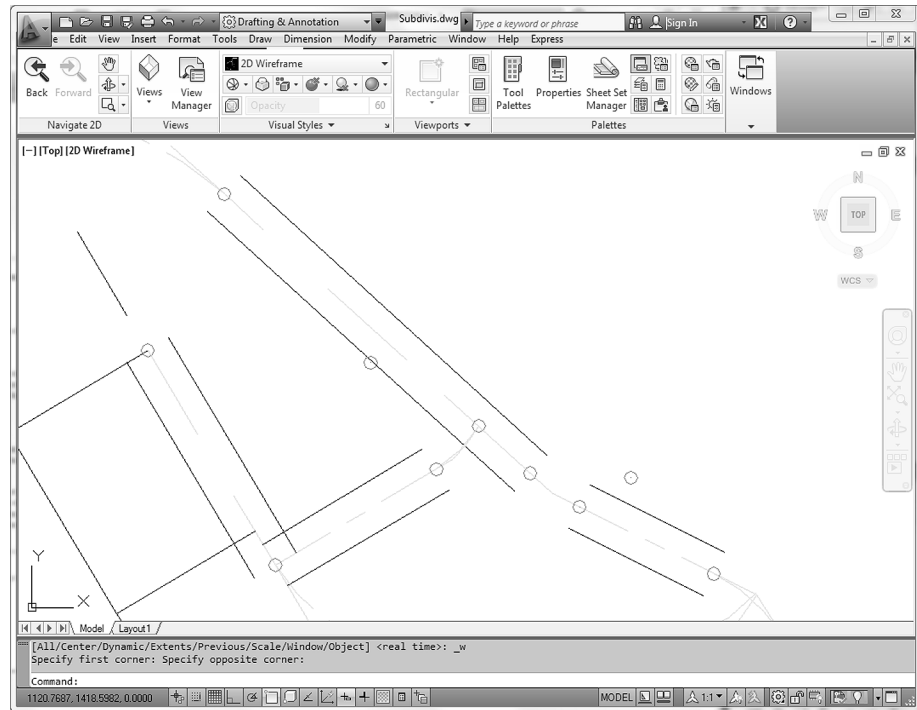 Drafting & Annotation
Subdivis.dwg
Type a keyword or phrase
Sign In
e Edit View Insert Format Tools Draw Dimension Modify Parametric Window Help Express
2D Wireframe
Opacity 60
Back Forward
Views
View Manager
Rectangular
Tool Palettes
Properties
Sheet Set Manager
Windows
Navigate 2D
Views
Visual Styles
Viewports
Palettes
[−] [Top] [2D Wireframe]
N
W TOP E
S
WCS
Y
X
Model Layout1
[All/Center/Dynamic/Extents/Previous/Scale/Window/Object] <real time>: _w
Specify first corner: Specify opposite corner:
Command:
1120.7687, 1418.5982, 0.0000
MODEL
1:1